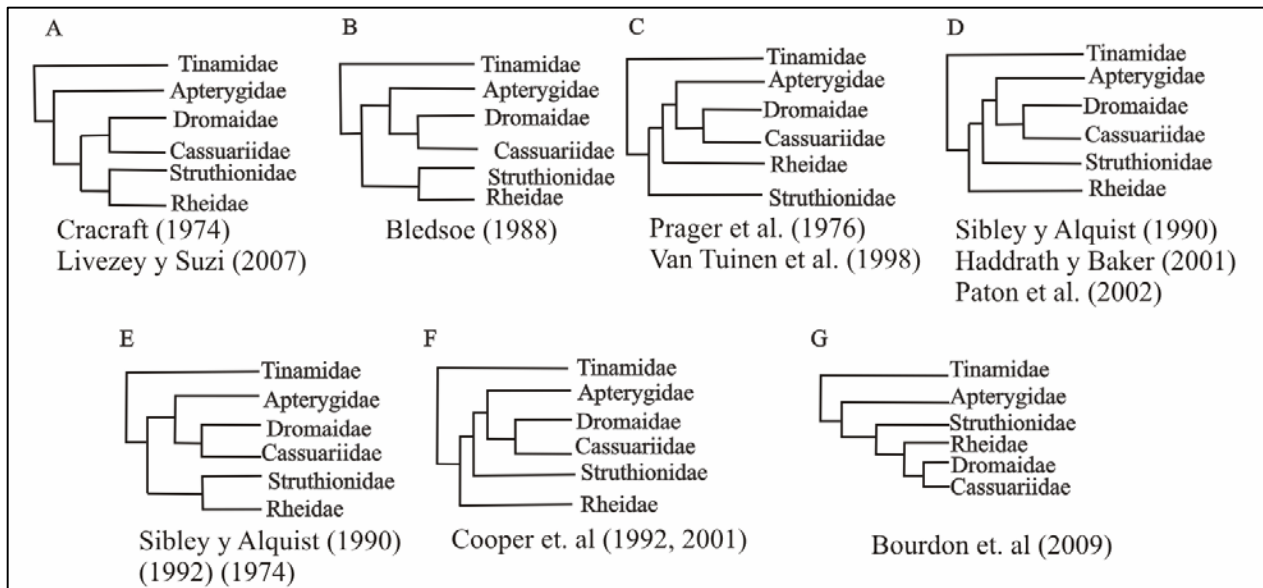 A
Tinamidae
Apterygidae
Dromaidae
Cassuariidae
Struthionidae
Rheidae
Cracraft (1974)
Livezey y Suzi (2007)
B
Tinamidae
Apterygidae
Dromaidae
Cassuariidae
Struthionidae
Rheidae
Bledsoe (1988)
C
Tinamidae
Apterygidae
Dromaidae
Cassuariidae
Rheidae
Struthionidae
Prager et al. (1976)
Van Tuinen et al. (1998)
D
Tinamidae
Apterygidae
Dromaidae
Cassuariidae
Struthionidae
Rheidae
Sibley y Alquist (1990)
Haddrath y Baker (2001)
Paton et al. (2002)
E
Tinamidae
Apterygidae
Dromaidae
Cassuariidae
Struthionidae
Rheidae
Sibley y Alquist (1990)
(1992) (1974)
F
Tinamidae
Apterygidae
Dromaidae
Cassuariidae
Struthionidae
Rheidae
Cooper et. al (1992, 2001)
G
Tinamidae
Apterygidae
Struthionidae
Rheidae
Dromaidae
Cassuariidae
Bourdon et. al (2009)